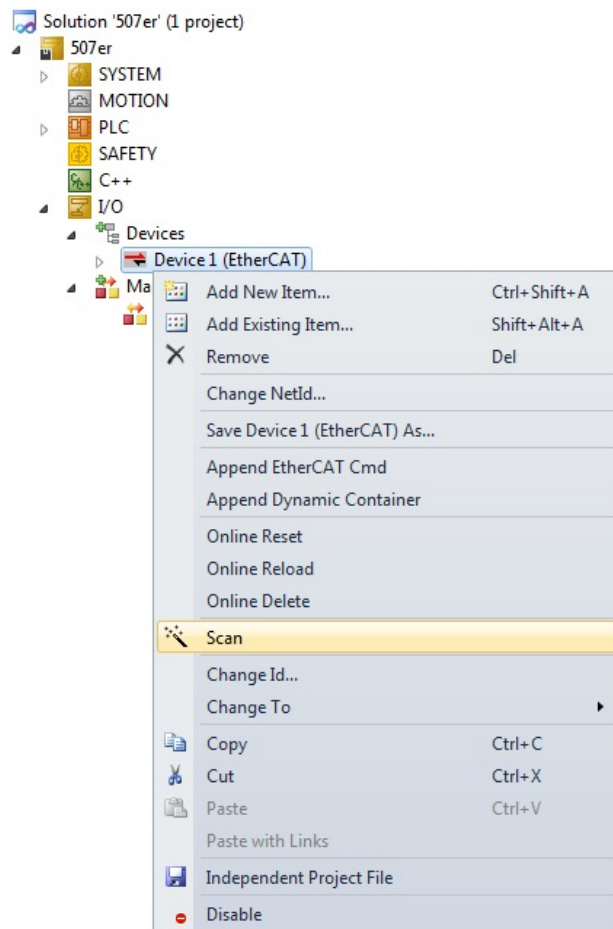 Solution '507er' (1 project)
507er
SYSTEM
MOTION
PLC
SAFETY
C++
I/O
Devices
Device 1 (EtherCAT)
Ma
Add New Item... Ctrl+Shift+A
Add Existing Item... Shift+Alt+A
Remove Del
Change NetId...
Save Device 1 (EtherCAT) As...
Append EtherCAT Cmd
Append Dynamic Container
Online Reset
Online Reload
Online Delete
Scan
Change Id...
Change To
Copy Ctrl+C
Cut Ctrl+X
Paste Ctrl+V
Paste with Links
Independent Project File
Disable